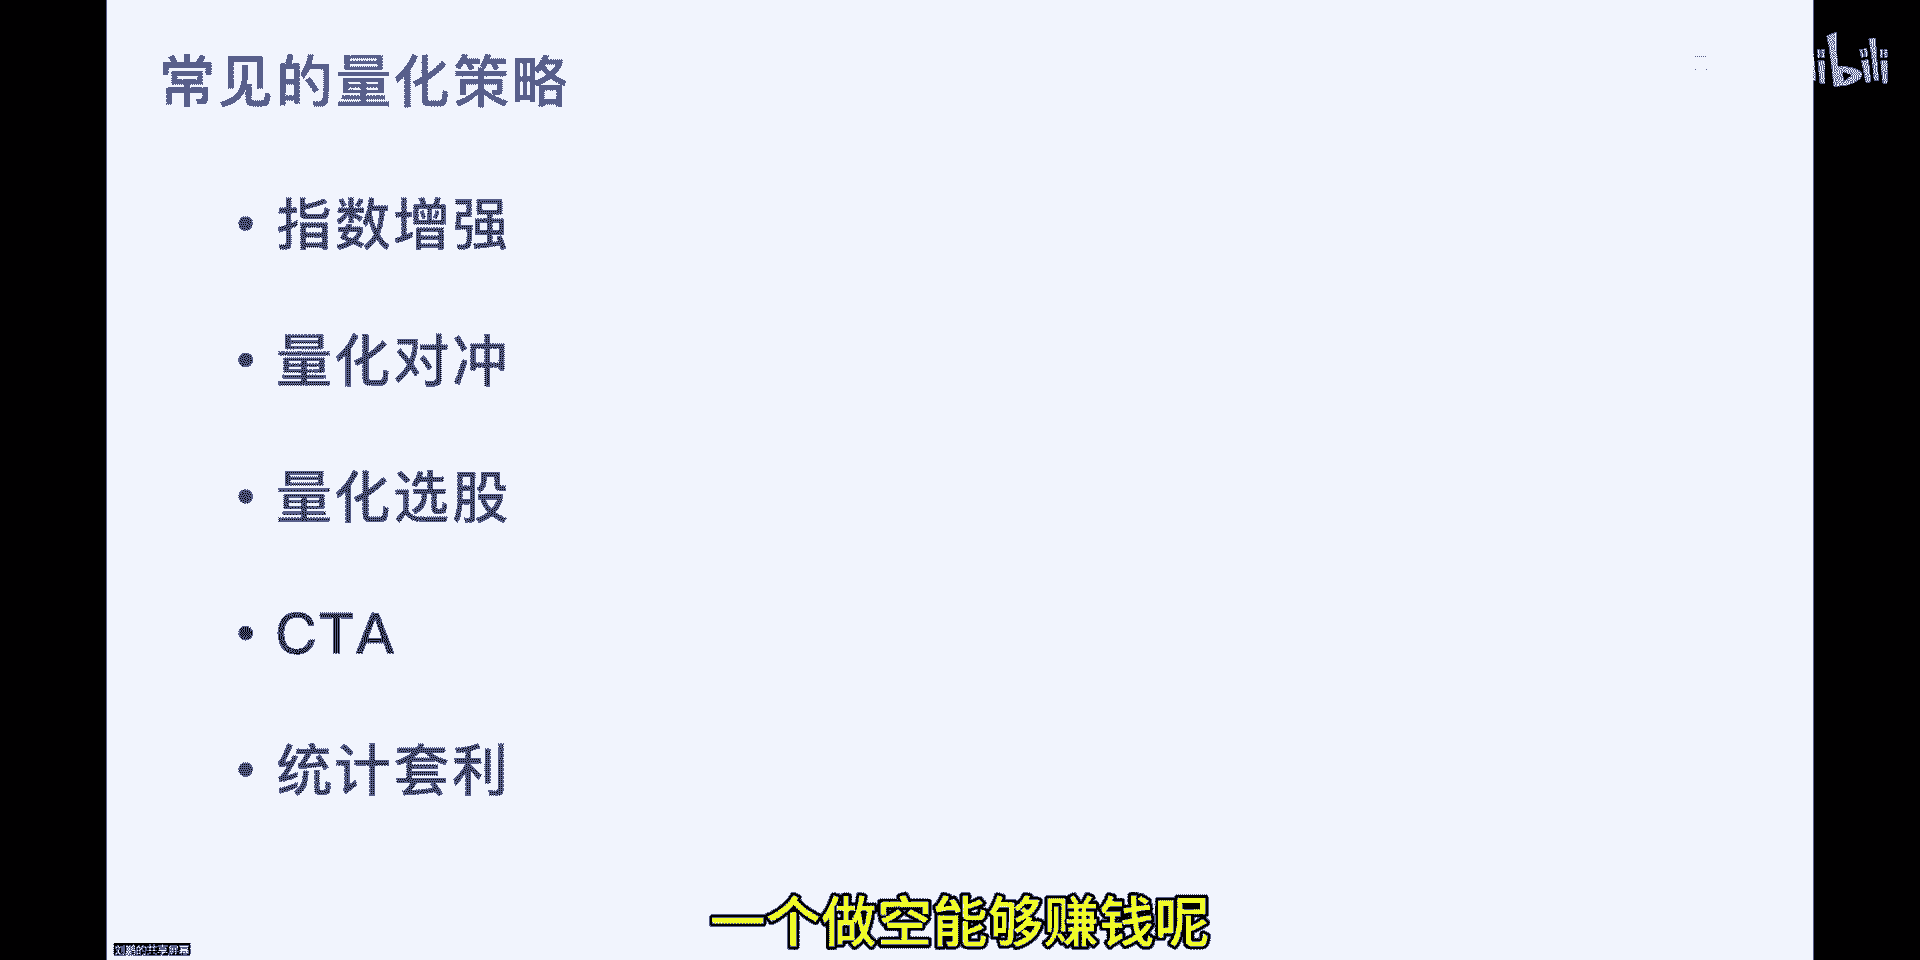 常见的量化策略
ibili
• 指数增强
• 量化对冲
• 量化选股
• CTA
• 统计套利
一个做空能够赚钱呢
刘鹏的共享屏幕